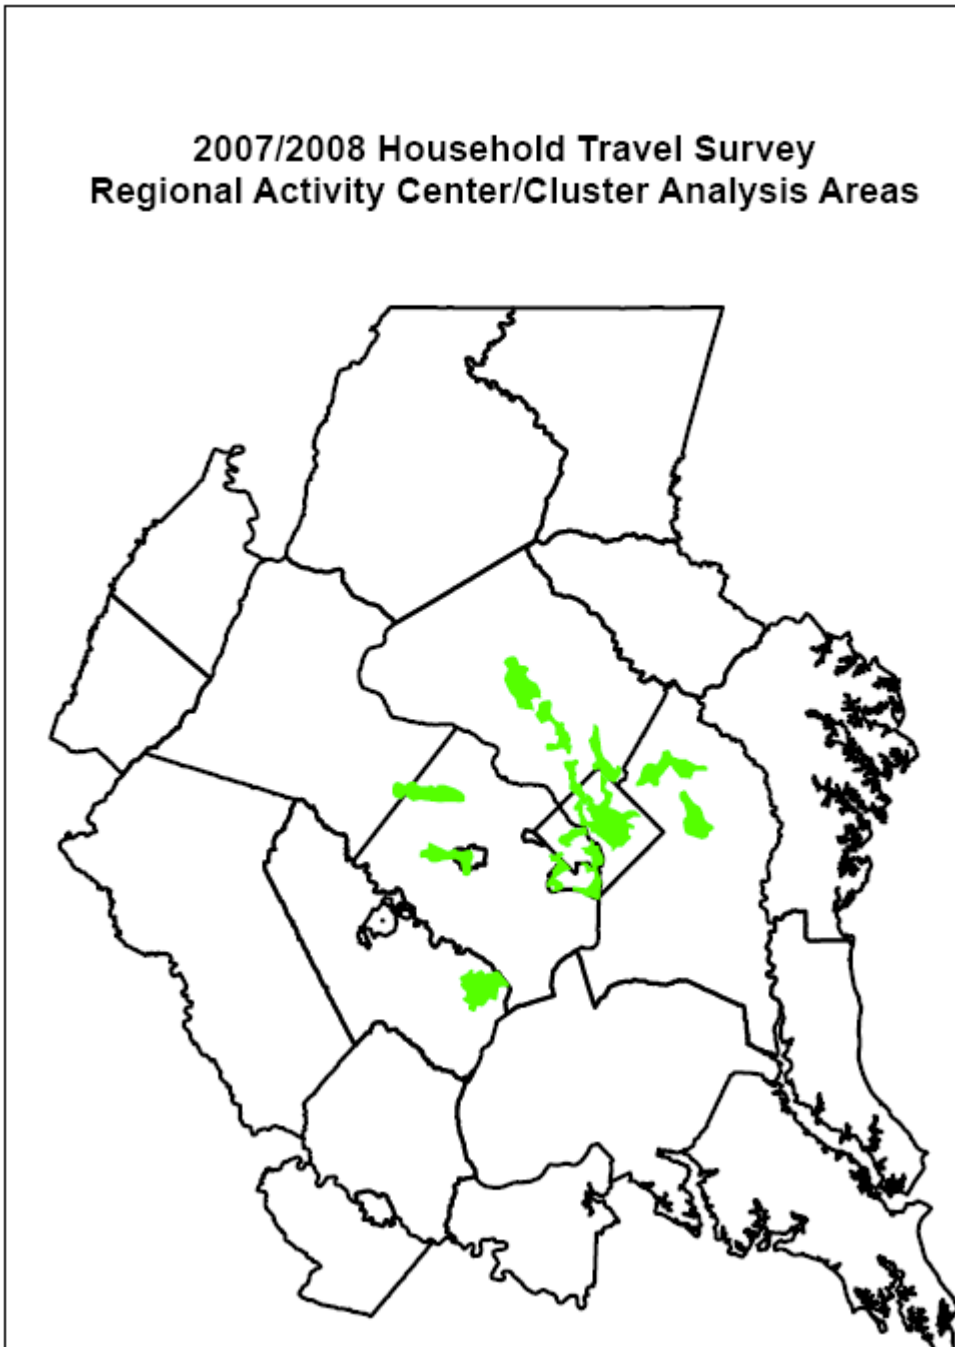 2007/2008 Household Travel Survey
Regional Activity Center/Cluster Analysis Areas